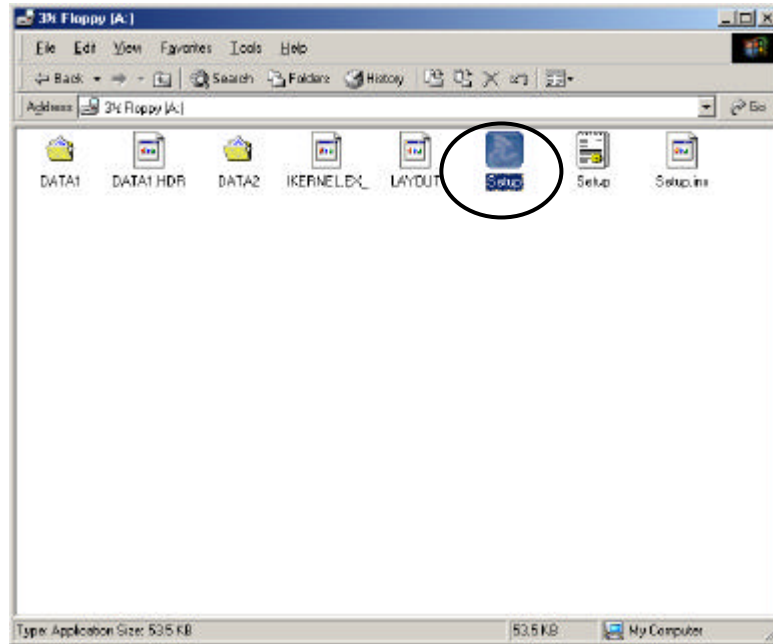 3½ Floppy (A:)
File Edit View Favorites Tools Help
Back Search Folders History
Address 3½ Floppy (A:) Go
DATA1 DATA1.HDR DATA2 IKERNEL.EX_ LAYOUT Setup Setup Setup.inx
Type: Application Size: 53.5 KB 53.5 KB My Computer